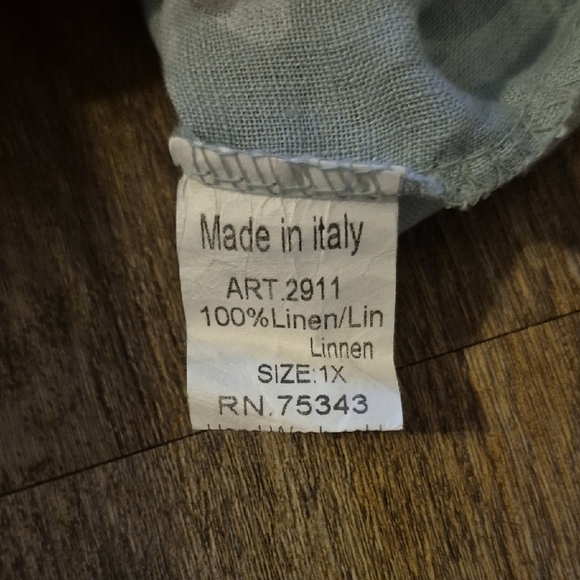 Made in italy
ART.2911
100%Linen/Lin
Linnen
SIZE:1X
RN.75343